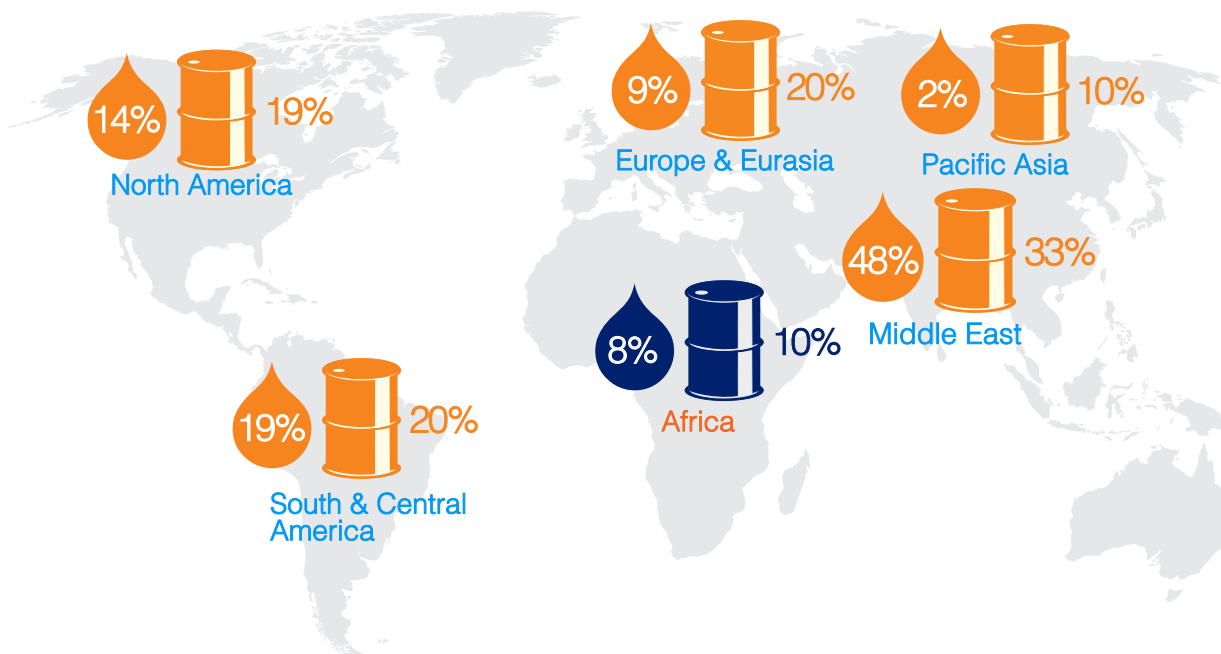 14%
19%
North America
9%
20%
Europe & Eurasia
2%
10%
Pacific Asia
48%
33%
Middle East
8%
10%
Africa
19%
20%
South & Central
America